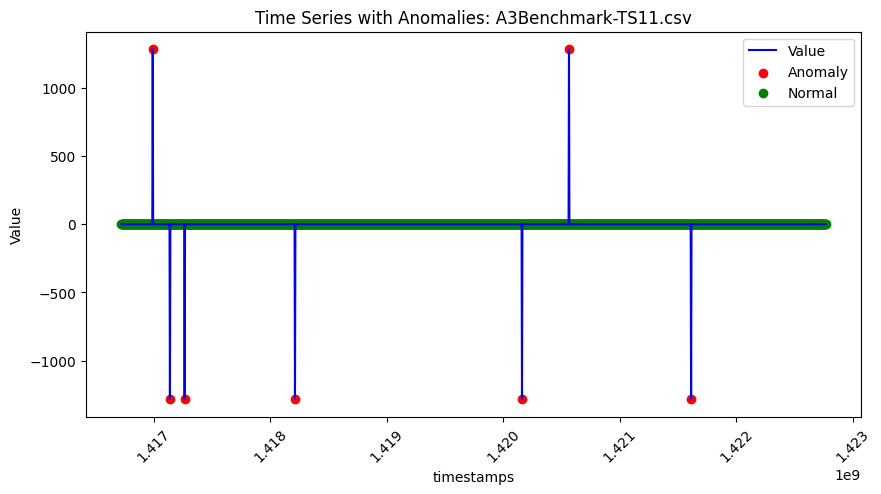 Time Series with Anomalies: A3Benchmark-TS11.csv
Value
Anomaly
Normal
Value
1000
500
0
−500
−1000
1.417
1.418
1.419
1.420
1.421
1.422
1.423
1e9
timestamps